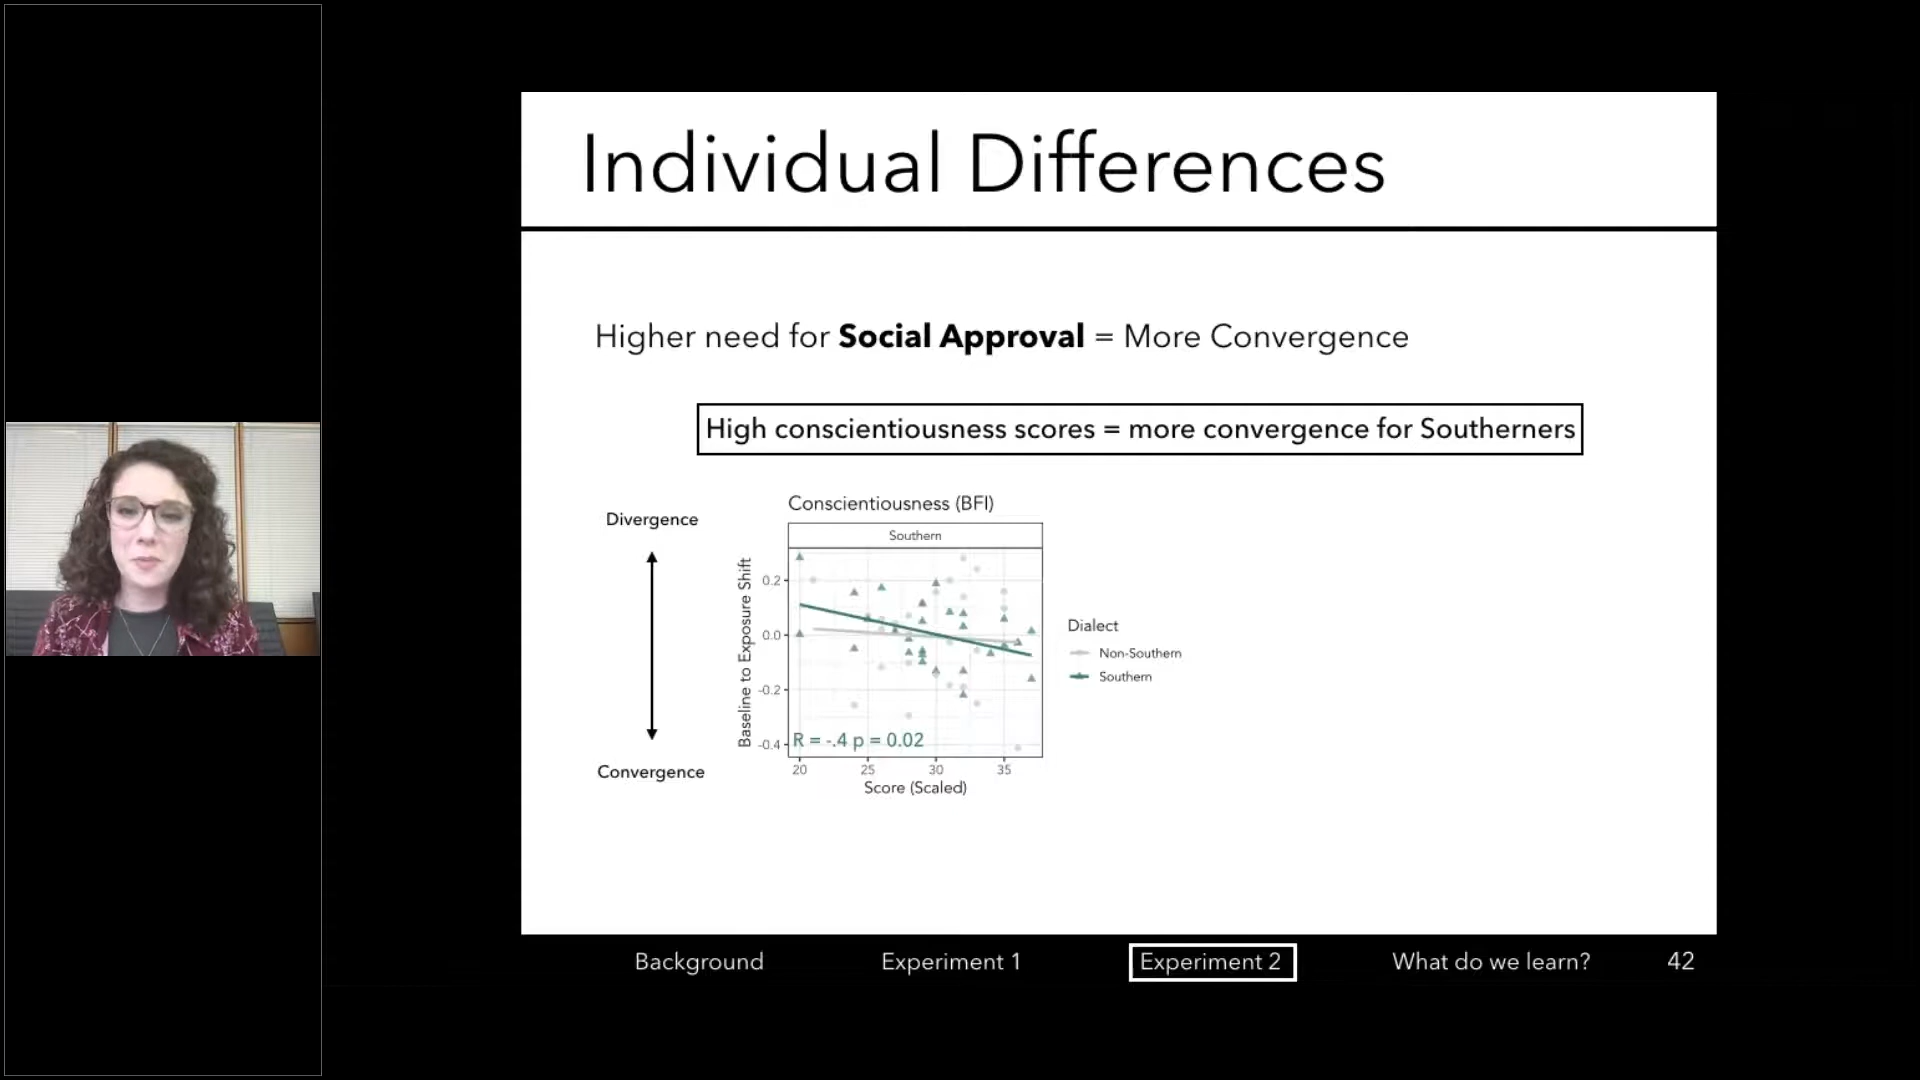 Individual Differences
Higher need for Social Approval = More Convergence
High conscientiousness scores = more convergence for Southerners
Divergence
Convergence
Conscientiousness (BFI)
Southern
Baseline to Exposure Shift
0.2
0.0
-0.2
-0.4
R = -.4 p = 0.02
20 25 30 35
Score (Scaled)
Dialect
Non-Southern
Southern
Background Experiment 1 Experiment 2 What do we learn? 42